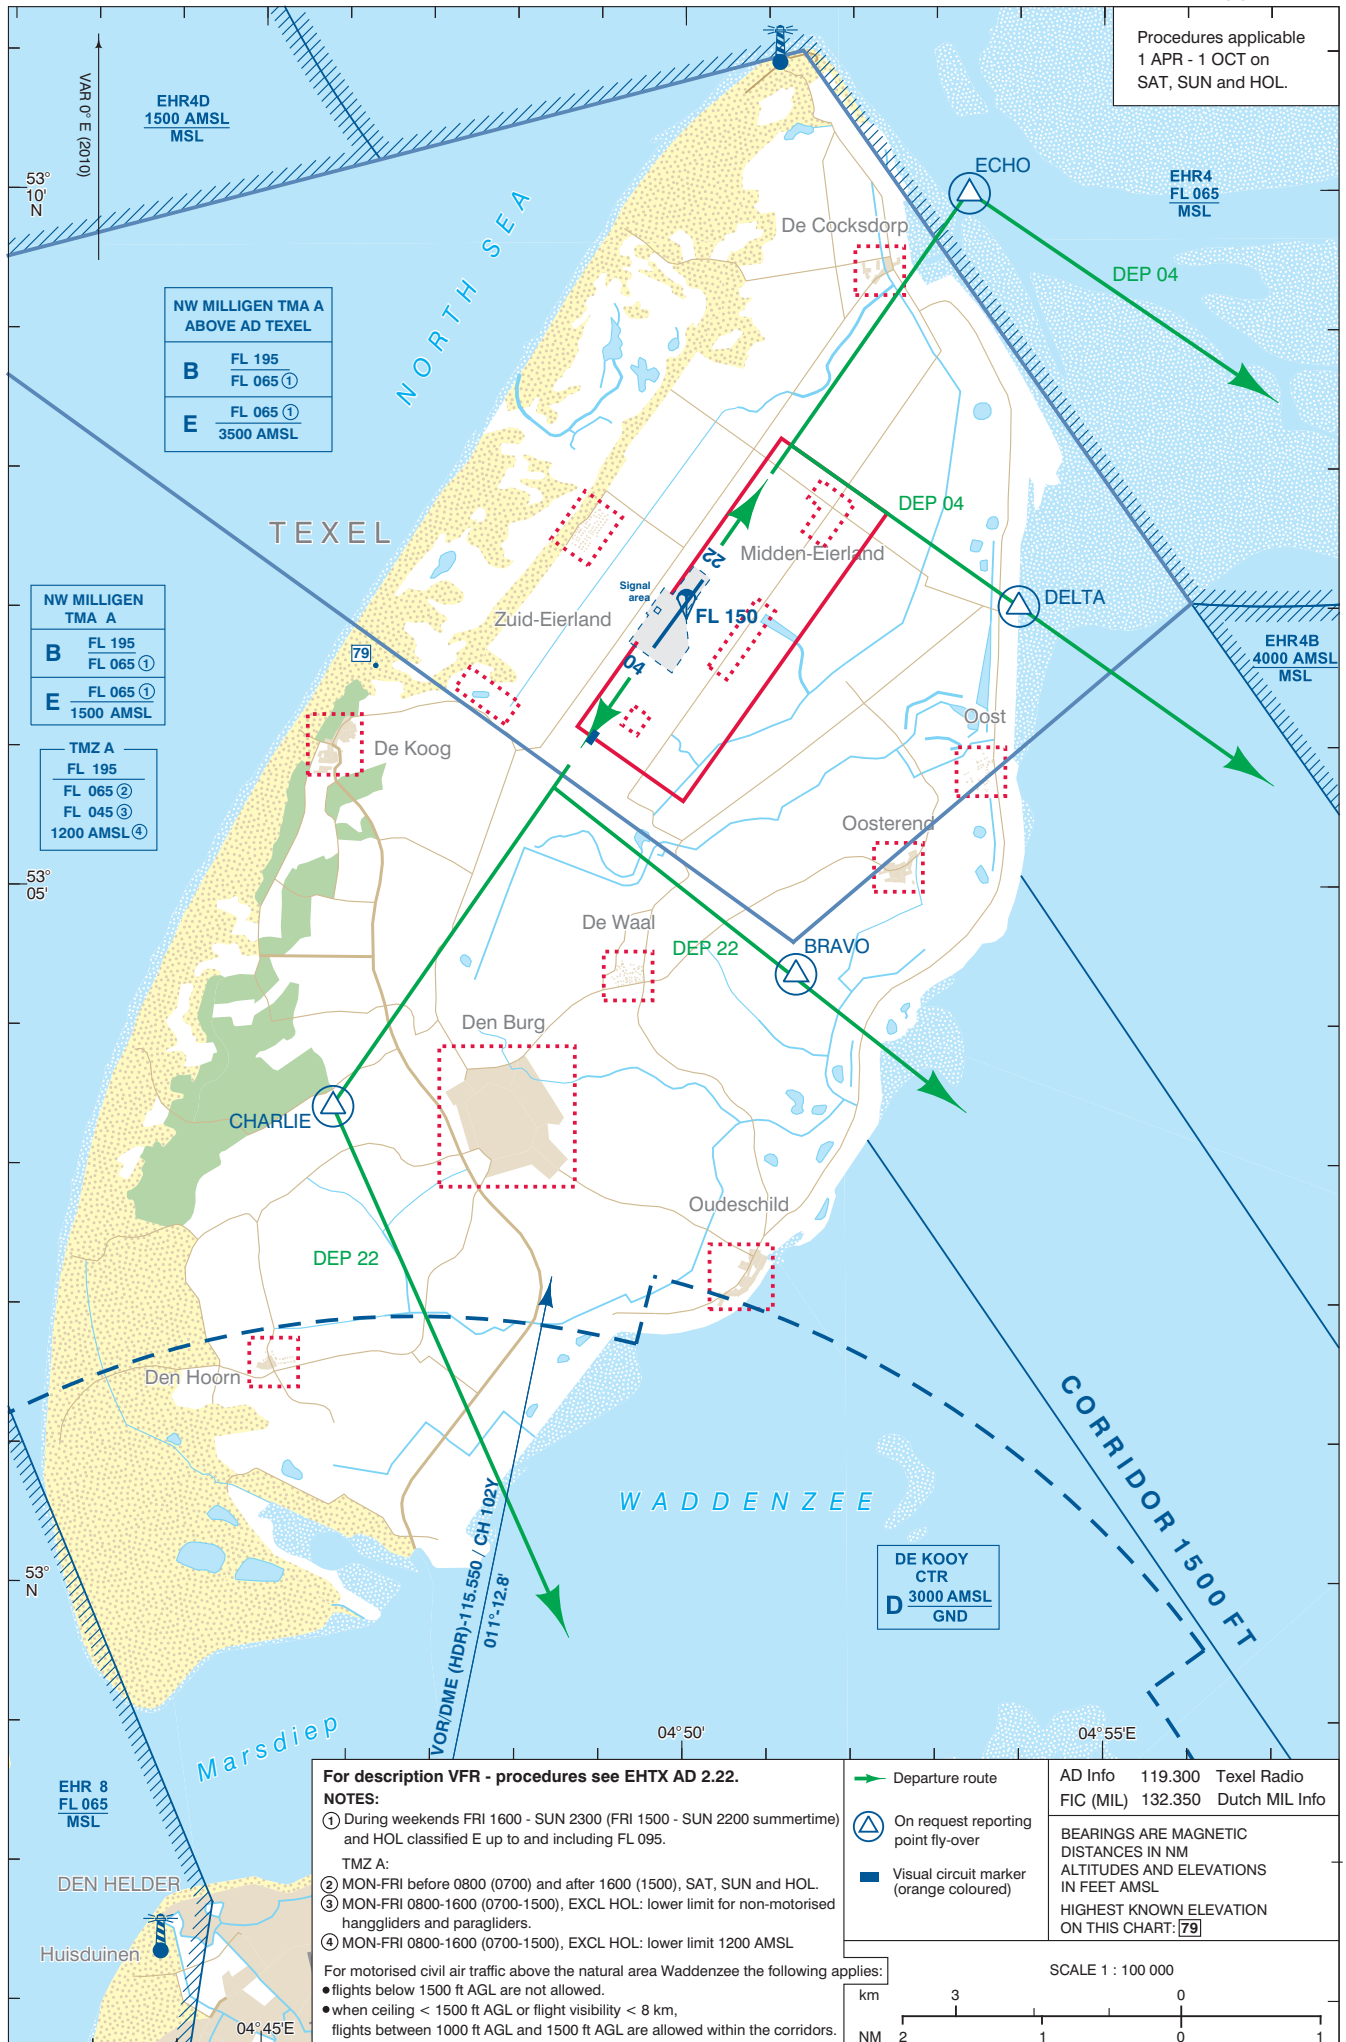 Procedures applicable
1 APR - 1 OCT on
SAT, SUN and HOL.
VAR 0° E (2010)
EHR4D
1500 AMSL
MSL
53°
10'
N
ECHO
EHR4
FL 065
MSL
De Cocksdorp
DEP 04
NORTH SEA
NW MILLIGEN TMA A
ABOVE AD TEXEL
B FL 195
FL 065 ①
E FL 065 ①
3500 AMSL
TEXEL
DEP 04
Midden-Eierland
22
Signal
area
FL 150
DELTA
Zuid-Eierland
04
79
NW MILLIGEN
TMA A
B FL 195
FL 065 ①
E FL 065 ①
1500 AMSL
EHR4B
4000 AMSL
MSL
Oost
De Koog
TMZ A
FL 195
FL 065 ②
FL 045 ③
1200 AMSL ④
Oosterend
53°
05'
De Waal
DEP 22
BRAVO
Den Burg
CHARLIE
Oudeschild
DEP 22
Den Hoorn
CORRIDOR 1500 FT
WADDENZEE
VOR/DME (HDR)-115.550 / CH 102Y
011°-12.8'
DE KOOY
CTR
D 3000 AMSL
GND
53°
N
Marsdiep
04°50'
04°55'E
EHR 8
FL 065
MSL
DEN HELDER
Huisduinen
04°45'E
For description VFR - procedures see EHTX AD 2.22.
NOTES:
① During weekends FRI 1600 - SUN 2300 (FRI 1500 - SUN 2200 summertime)
and HOL classified E up to and including FL 095.
TMZ A:
② MON-FRI before 0800 (0700) and after 1600 (1500), SAT, SUN and HOL.
③ MON-FRI 0800-1600 (0700-1500), EXCL HOL: lower limit for non-motorised
hanggliders and paragliders.
④ MON-FRI 0800-1600 (0700-1500), EXCL HOL: lower limit 1200 AMSL
For motorised civil air traffic above the natural area Waddenzee the following applies:
● flights below 1500 ft AGL are not allowed.
● when ceiling < 1500 ft AGL or flight visibility < 8 km,
flights between 1000 ft AGL and 1500 ft AGL are allowed within the corridors.
Departure route
On request reporting
point fly-over
Visual circuit marker
(orange coloured)
AD Info 119.300 Texel Radio
FIC (MIL) 132.350 Dutch MIL Info
BEARINGS ARE MAGNETIC
DISTANCES IN NM
ALTITUDES AND ELEVATIONS
IN FEET AMSL
HIGHEST KNOWN ELEVATION
ON THIS CHART: 79
SCALE 1 : 100 000
km 3 0
NM 2 1 0 1